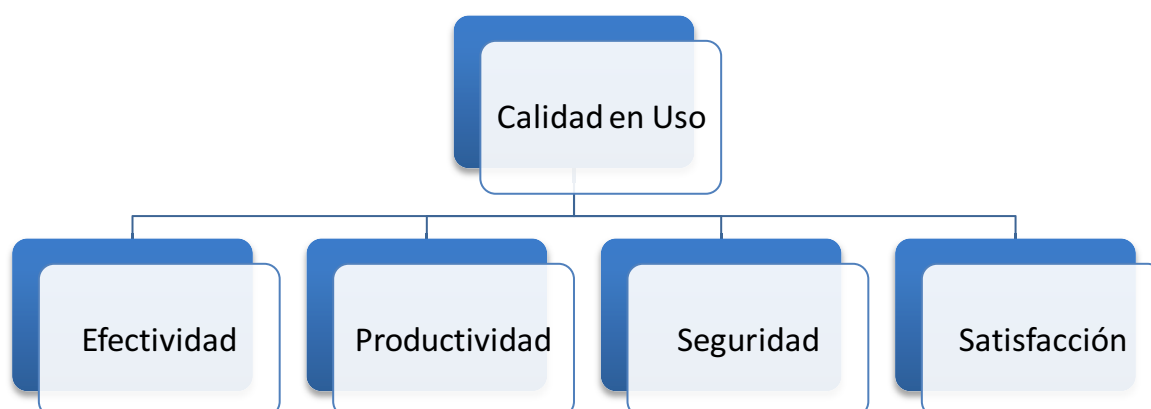 Calidad en Uso
Efectividad
Productividad
Seguridad
Satisfacción